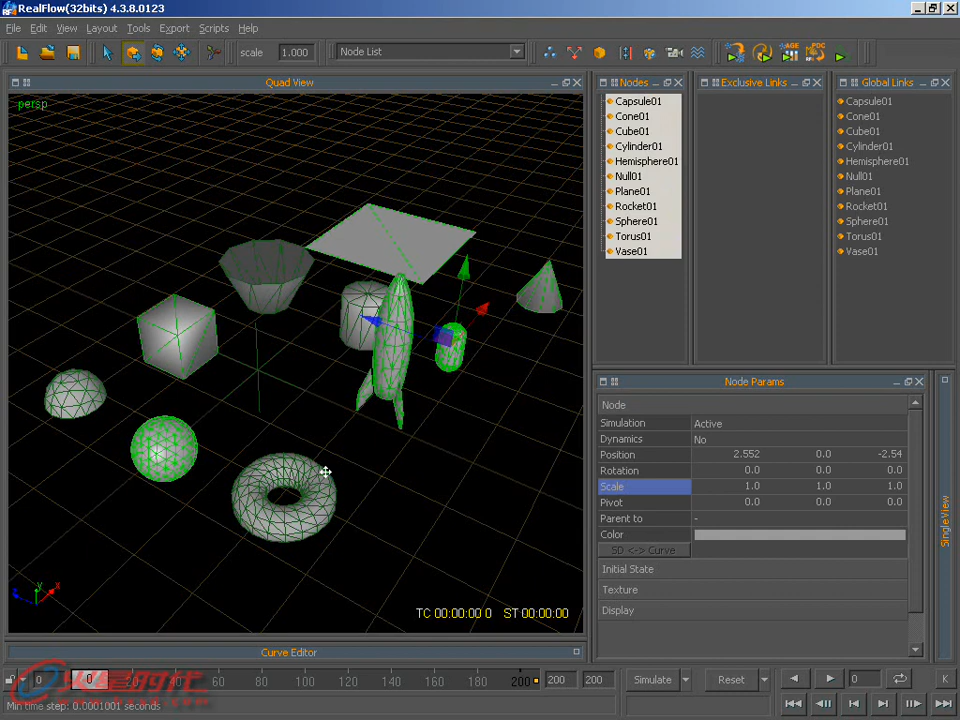 RealFlow(32bits) 4.3.8.0123
File Edit View Layout Tools Export Scripts Help
scale 1.000 Node List
Quad View
Nodes
Exclusive Links
Global Links
persp
Capsule01
Cone01
Cube01
Cylinder01
Hemisphere01
Null01
Plane01
Rocket01
Sphere01
Torus01
Vase01
Capsule01
Cone01
Cube01
Cylinder01
Hemisphere01
Null01
Plane01
Rocket01
Sphere01
Torus01
Vase01
Node Params
Node
Simulation Active
Dynamics No
Position 2.552 0.0 -2.54
Rotation 0.0 0.0 0.0
Scale 1.0 1.0 1.0
Pivot 0.0 0.0 0.0
Parent to -
Color
SD <-> Curve
Initial State
Texture
Display
SingleView
y x
TC 00:00:00 0 ST 00:00:00
Curve Editor
0 0 20 40 60 80 100 120 140 160 180 200 200 200
Simulate Reset 0 K
火星时代
Min time step: 0.0001001 seconds